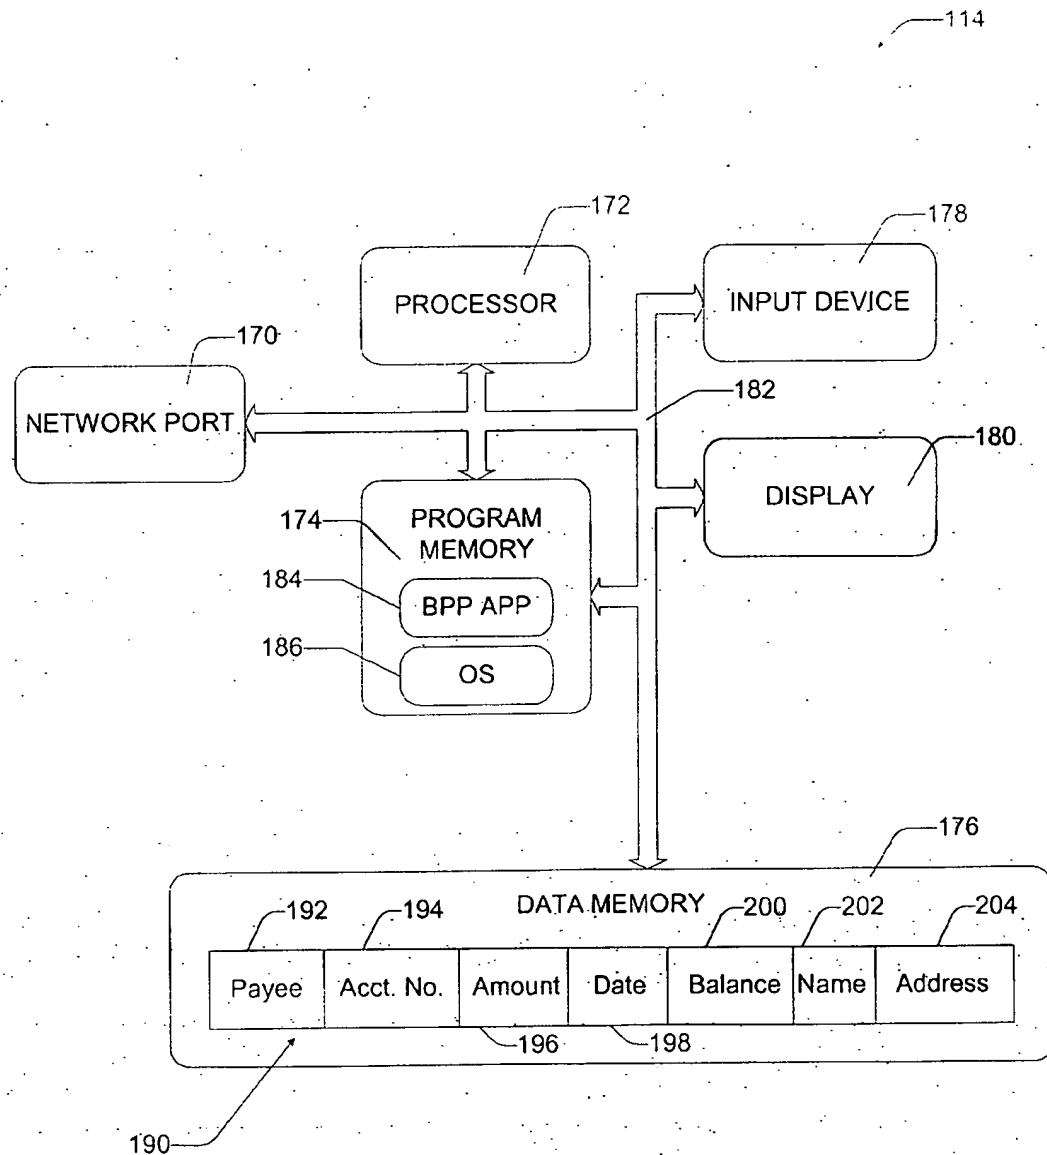 114
172
178
PROCESSOR
INPUT DEVICE
170
182
NETWORK PORT
180
DISPLAY
174
PROGRAM
MEMORY
184
BPP APP
186
OS
176
DATA MEMORY
192
194
200
202
204
Payee
Acct. No.
Amount
Date
Balance
Name
Address
196
198
190